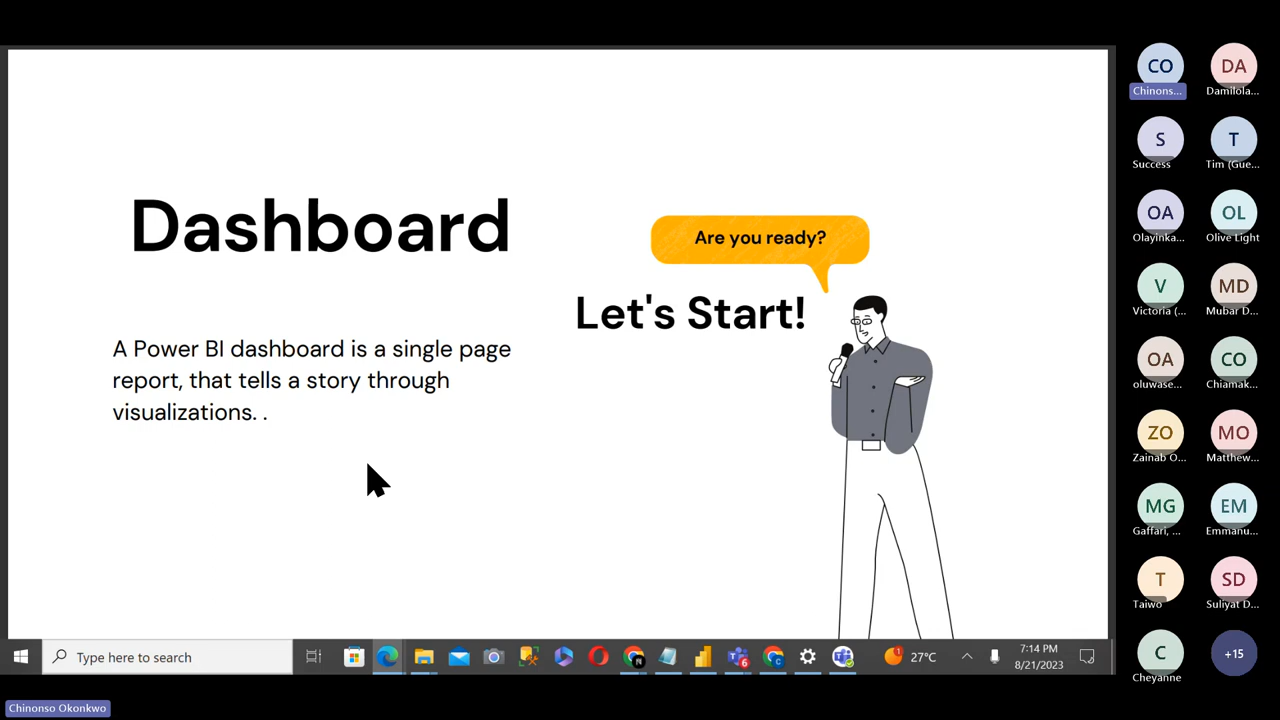 Dashboard
Are you ready?
Let's Start!
A Power BI dashboard is a single page
report, that tells a story through
visualizations. .
CO
Chinons...
DA
Damilola...
S
Success
T
Tim (Gue...
OA
Olayinka...
OL
Olive Light
V
Victoria (...
MD
Mubar D...
OA
oluwase...
CO
Chiamak...
ZO
Zainab O...
MO
Matthew...
MG
Gaffari, ...
EM
Emmanu...
T
Taiwo
SD
Suliyat D...
C
Cheyanne
+15
Type here to search
N
6
C
1
27°C
7:14 PM
8/21/2023
Chinonso Okonkwo